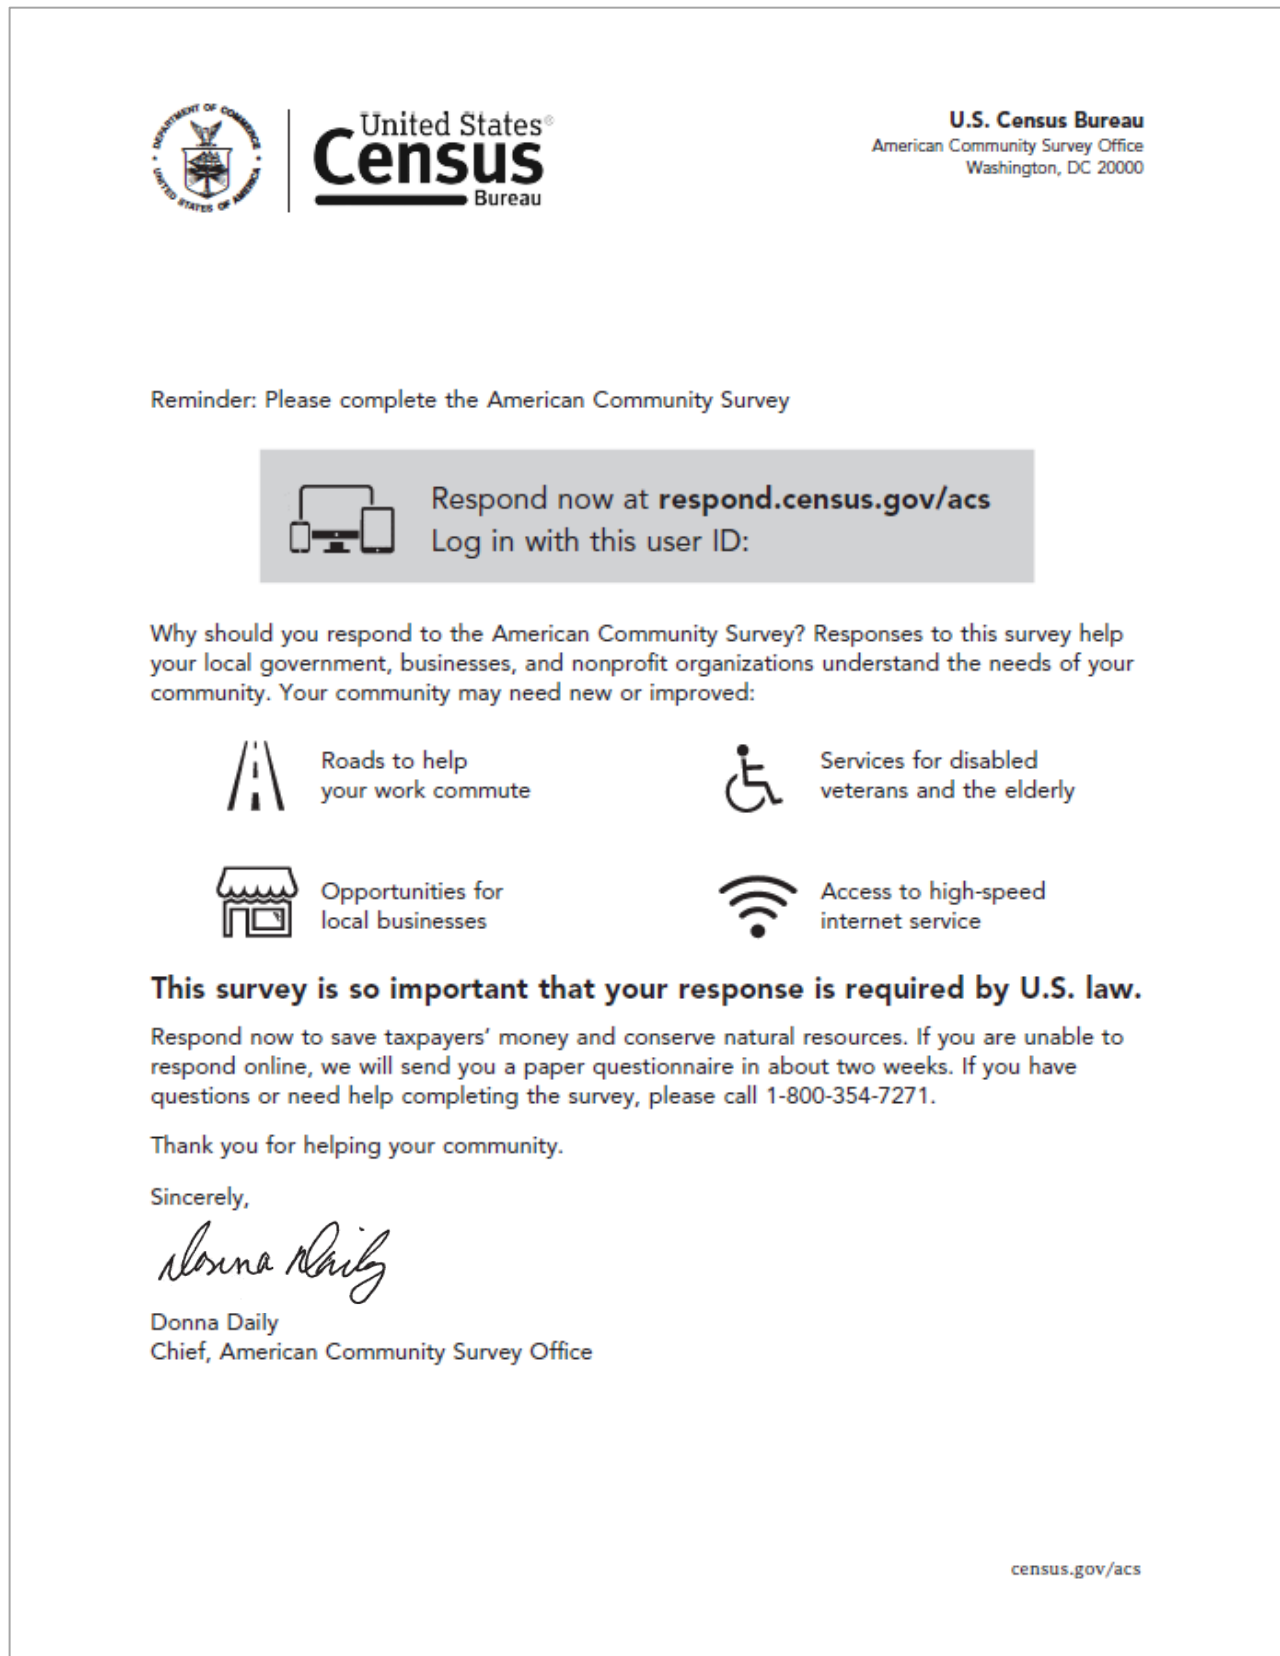 DEPARTMENT OF COMMERCE
UNITED STATES OF AMERICA
United States®
Census
Bureau
U.S. Census Bureau
American Community Survey Office
Washington, DC 20000
Reminder: Please complete the American Community Survey
Respond now at respond.census.gov/acs
Log in with this user ID:
Why should you respond to the American Community Survey? Responses to this survey help
your local government, businesses, and nonprofit organizations understand the needs of your
community. Your community may need new or improved:
Roads to help
your work commute
Services for disabled
veterans and the elderly
Opportunities for
local businesses
Access to high-speed
internet service
This survey is so important that your response is required by U.S. law.
Respond now to save taxpayers’ money and conserve natural resources. If you are unable to
respond online, we will send you a paper questionnaire in about two weeks. If you have
questions or need help completing the survey, please call 1-800-354-7271.
Thank you for helping your community.
Sincerely,
Donna Daily
Donna Daily
Chief, American Community Survey Office
census.gov/acs